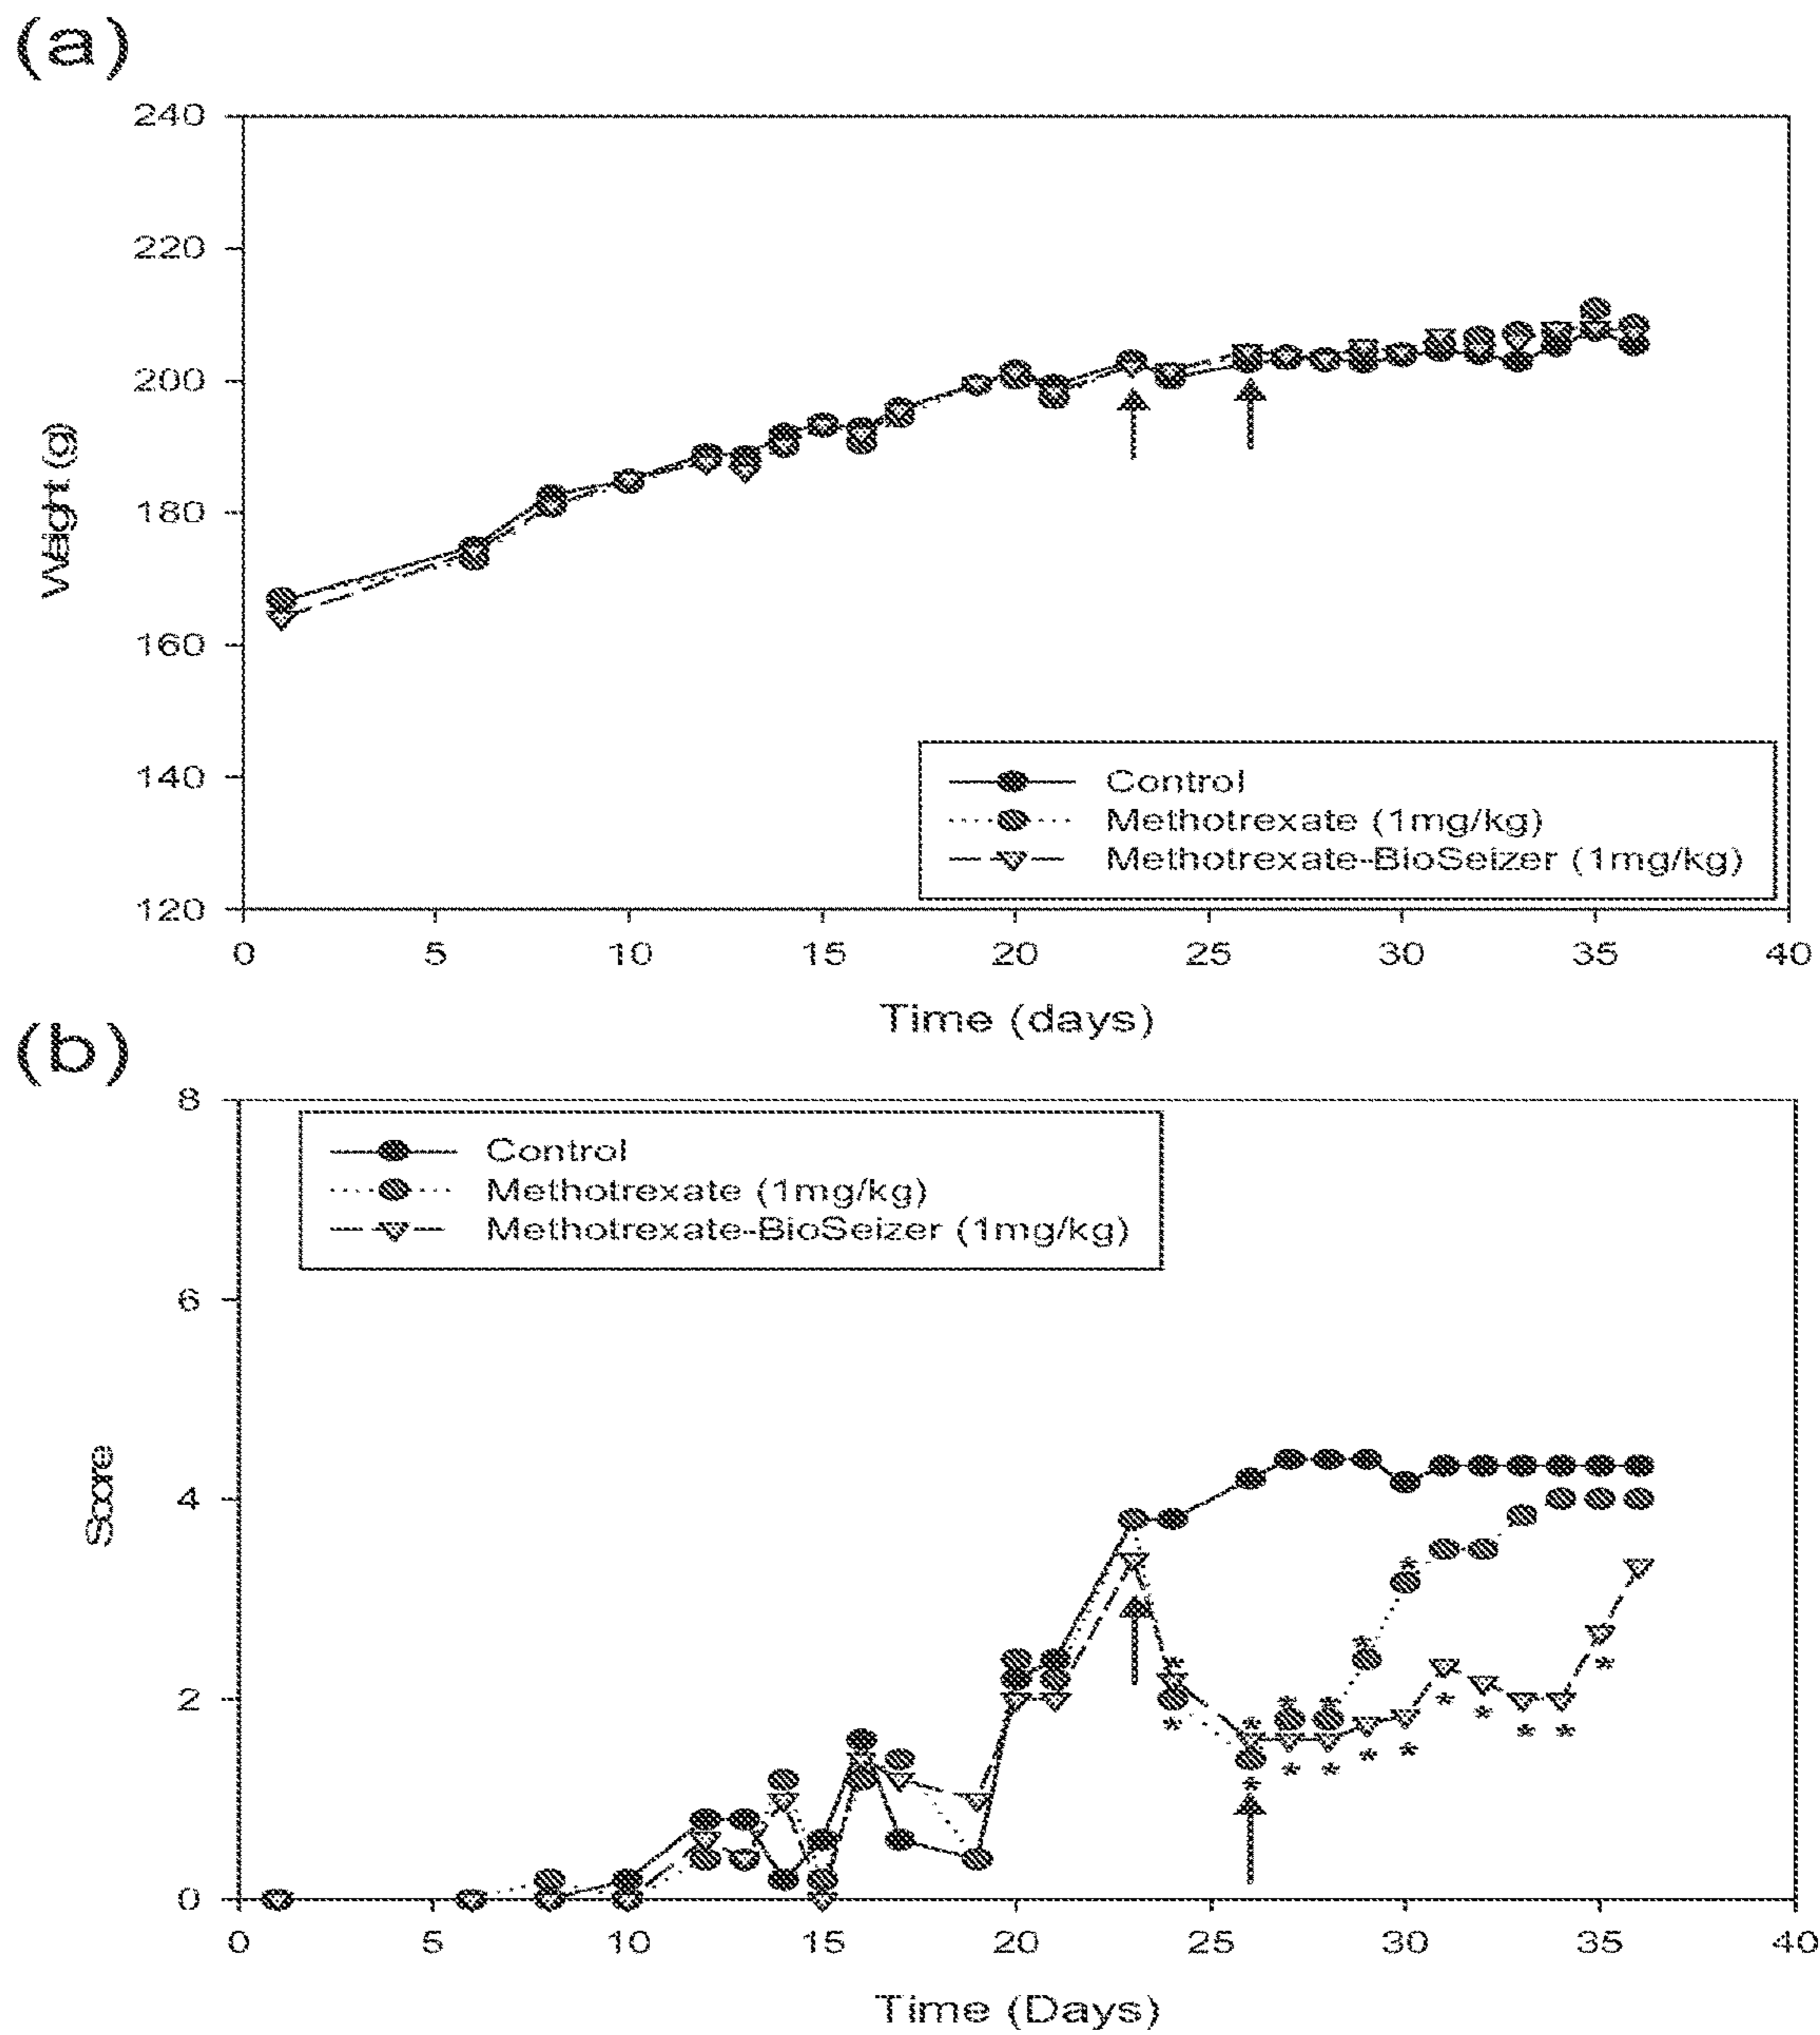 (a)
240
220
200
180
160
140
120
Weight (g)
Control
Methotrexate (1mg/kg)
Methotrexate-BioSeizer (1mg/kg)
0 5 10 15 20 25 30 35 40
Time (days)
(b)
8
6
4
2
0
Score
Control
Methotrexate (1mg/kg)
Methotrexate-BioSeizer (1mg/kg)
0 5 10 15 20 25 30 35 40
Time (Days)